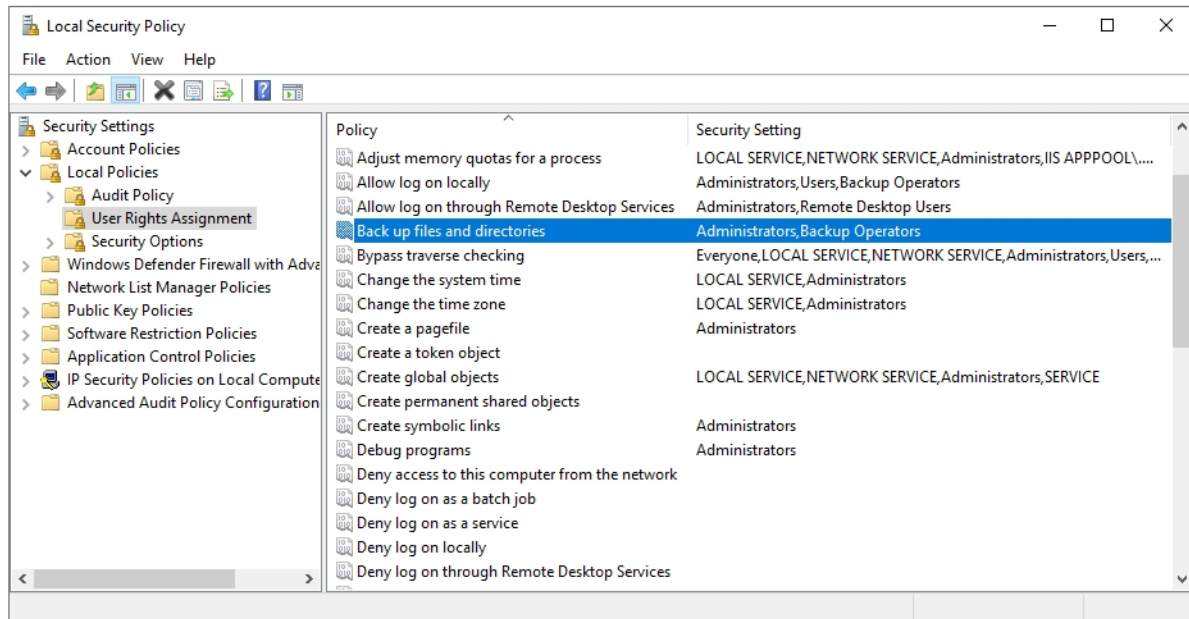 Local Security Policy
File Action View Help
Security Settings
Account Policies
Local Policies
Audit Policy
User Rights Assignment
Security Options
Windows Defender Firewall with Adva
Network List Manager Policies
Public Key Policies
Software Restriction Policies
Application Control Policies
IP Security Policies on Local Compute
Advanced Audit Policy Configuration
Policy Security Setting
Adjust memory quotas for a process LOCAL SERVICE,NETWORK SERVICE,Administrators,IIS APPPOOL\....
Allow log on locally Administrators,Users,Backup Operators
Allow log on through Remote Desktop Services Administrators,Remote Desktop Users
Back up files and directories Administrators,Backup Operators
Bypass traverse checking Everyone,LOCAL SERVICE,NETWORK SERVICE,Administrators,Users,...
Change the system time LOCAL SERVICE,Administrators
Change the time zone LOCAL SERVICE,Administrators
Create a pagefile Administrators
Create a token object
Create global objects LOCAL SERVICE,NETWORK SERVICE,Administrators,SERVICE
Create permanent shared objects
Create symbolic links Administrators
Debug programs Administrators
Deny access to this computer from the network
Deny log on as a batch job
Deny log on as a service
Deny log on locally
Deny log on through Remote Desktop Services